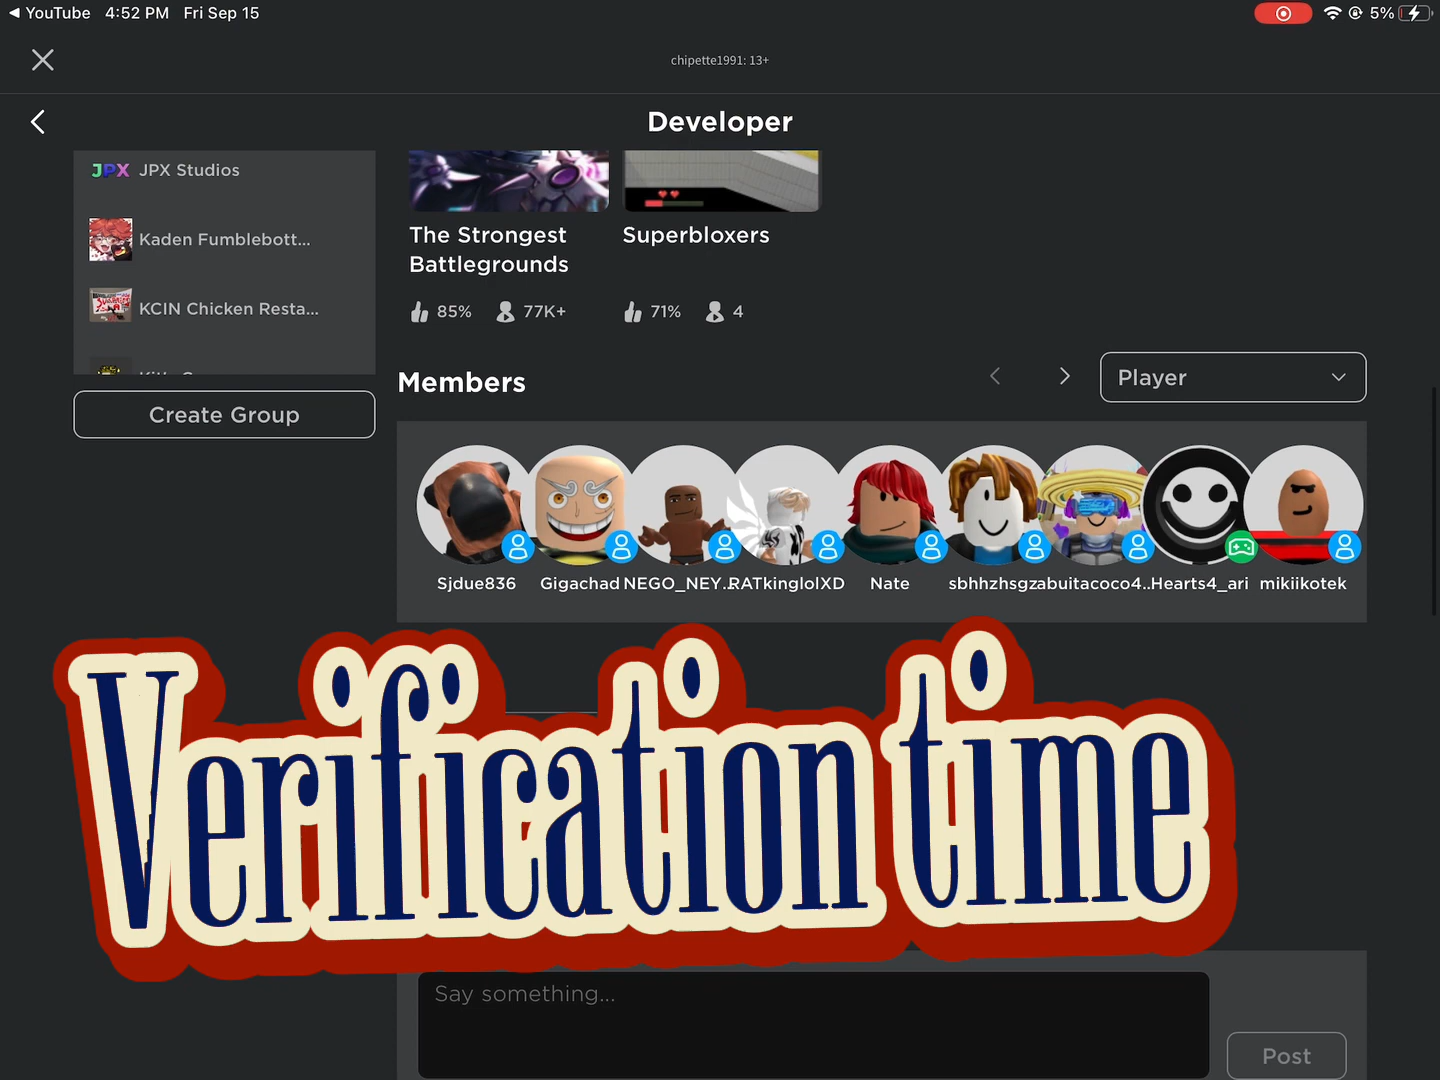 ◀ YouTube 4:52 PM Fri Sep 15 5%
chipette1991: 13+
Developer
JPX JPX Studios
Kaden Fumblebott...
KCIN Chicken Resta...
Create Group
The Strongest
Battlegrounds
85% 77K+
Superbloxers
71% 4
Members
Player
Sjdue836 Gigachad NEGO_NEY... RATkinglolXD Nate sbhhzhsgzabuitacoco4... Hearts4_ari mikiikotek
Verification time
Say something...
Post